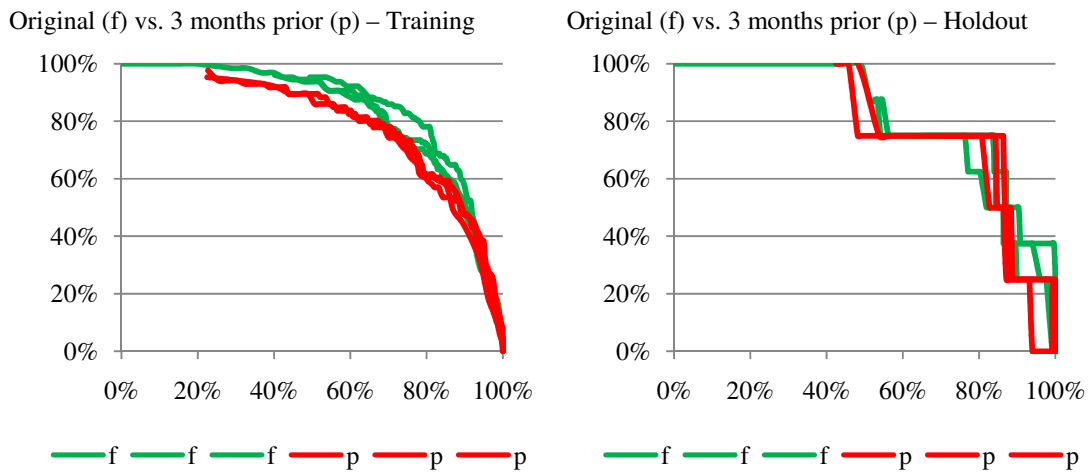 Original (f) vs. 3 months prior (p) – Training
100%
80%
60%
40%
20%
0%
0% 20% 40% 60% 80% 100%
f f f p p p
Original (f) vs. 3 months prior (p) – Holdout
100%
80%
60%
40%
20%
0%
0% 20% 40% 60% 80% 100%
f f f p p p